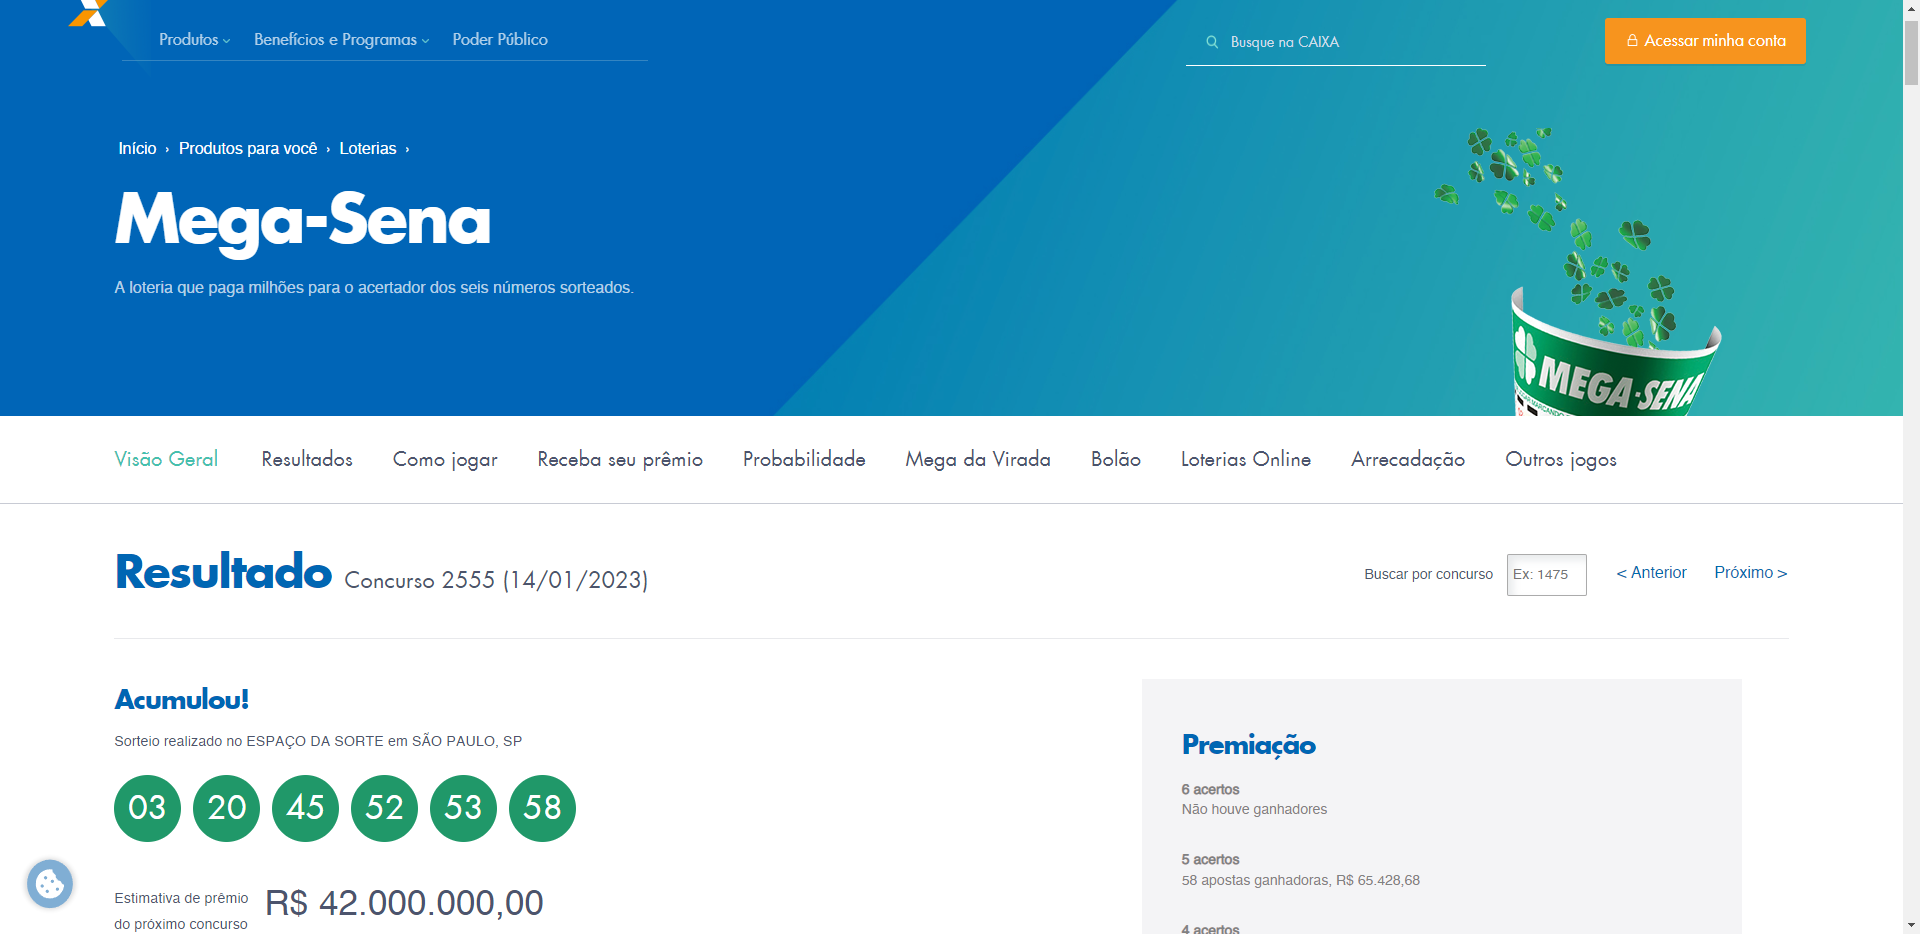 Produtos
Benefícios e Programas
Poder Público
Busque na CAIXA
Acessar minha conta
Início › Produtos para você › Loterias ›
Mega-Sena
A loteria que paga milhões para o acertador dos seis números sorteados.
MEGA-SENA
Visão Geral
Resultados
Como jogar
Receba seu prêmio
Probabilidade
Mega da Virada
Bolão
Loterias Online
Arrecadação
Outros jogos
Resultado Concurso 2555 (14/01/2023)
Buscar por concurso
Ex: 1475
< Anterior
Próximo >
Acumulou!
Sorteio realizado no ESPAÇO DA SORTE em SÃO PAULO, SP
03 20 45 52 53 58
Estimativa de prêmio
do próximo concurso
R$ 42.000.000,00
Premiação
6 acertos
Não houve ganhadores
5 acertos
58 apostas ganhadoras, R$ 65.428,68
4 acertos